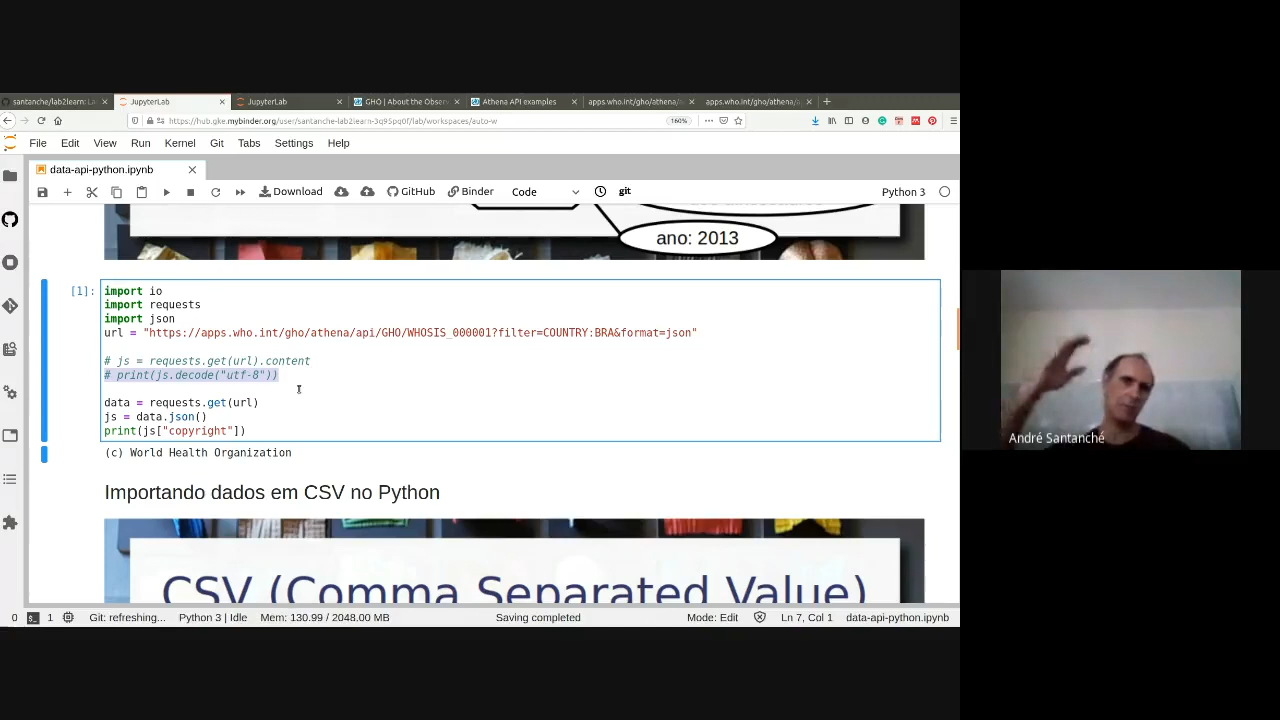 santanche/lab2learn: La
JupyterLab
JupyterLab
GHO | About the Obser
Athena API examples
apps.who.int/gho/athena/
apps.who.int/gho/athena/a
https://hub.gke.mybinder.org/user/santanche-lab2learn-3q95pq0f/lab/workspaces/auto-w
160%
File Edit View Run Kernel Git Tabs Settings Help
data-api-python.ipynb
Download GitHub Binder Code git Python 3
ano: 2013
[1]:
import io
import requests
import json
url = "https://apps.who.int/gho/athena/api/GHO/WHOSIS_000001?filter=COUNTRY:BRA&format=json"
# js = requests.get(url).content
# print(js.decode("utf-8"))
data = requests.get(url)
js = data.json()
print(js["copyright"])
(c) World Health Organization
Importando dados em CSV no Python
CSV (Comma Separated Value)
0 1 Git: refreshing... Python 3 | Idle Mem: 130.99 / 2048.00 MB Saving completed Mode: Edit Ln 7, Col 1 data-api-python.ipynb
André Santanchè